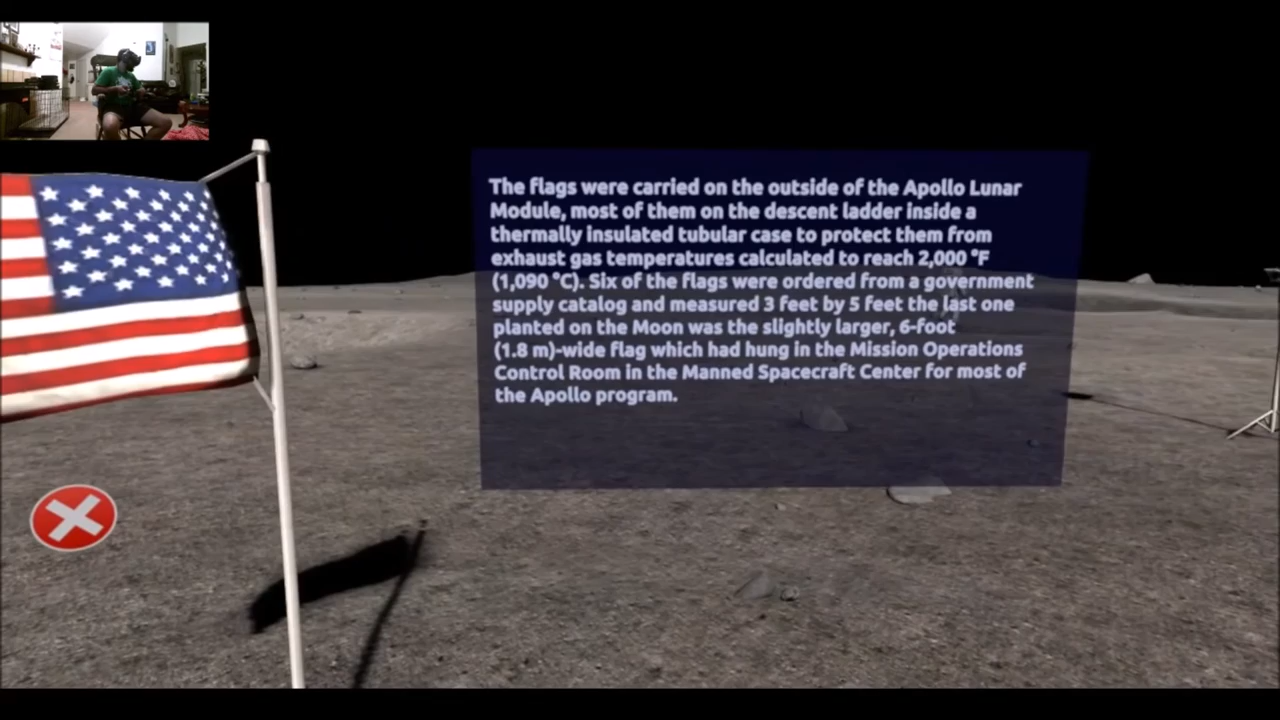 The flags were carried on the outside of the Apollo Lunar
Module, most of them on the descent ladder inside a
thermally insulated tubular case to protect them from
exhaust gas temperatures calculated to reach 2,000 °F
(1,090 °C). Six of the flags were ordered from a government
supply catalog and measured 3 feet by 5 feet the last one
planted on the Moon was the slightly larger, 6-foot
(1.8 m)-wide flag which had hung in the Mission Operations
Control Room in the Manned Spacecraft Center for most of
the Apollo program.